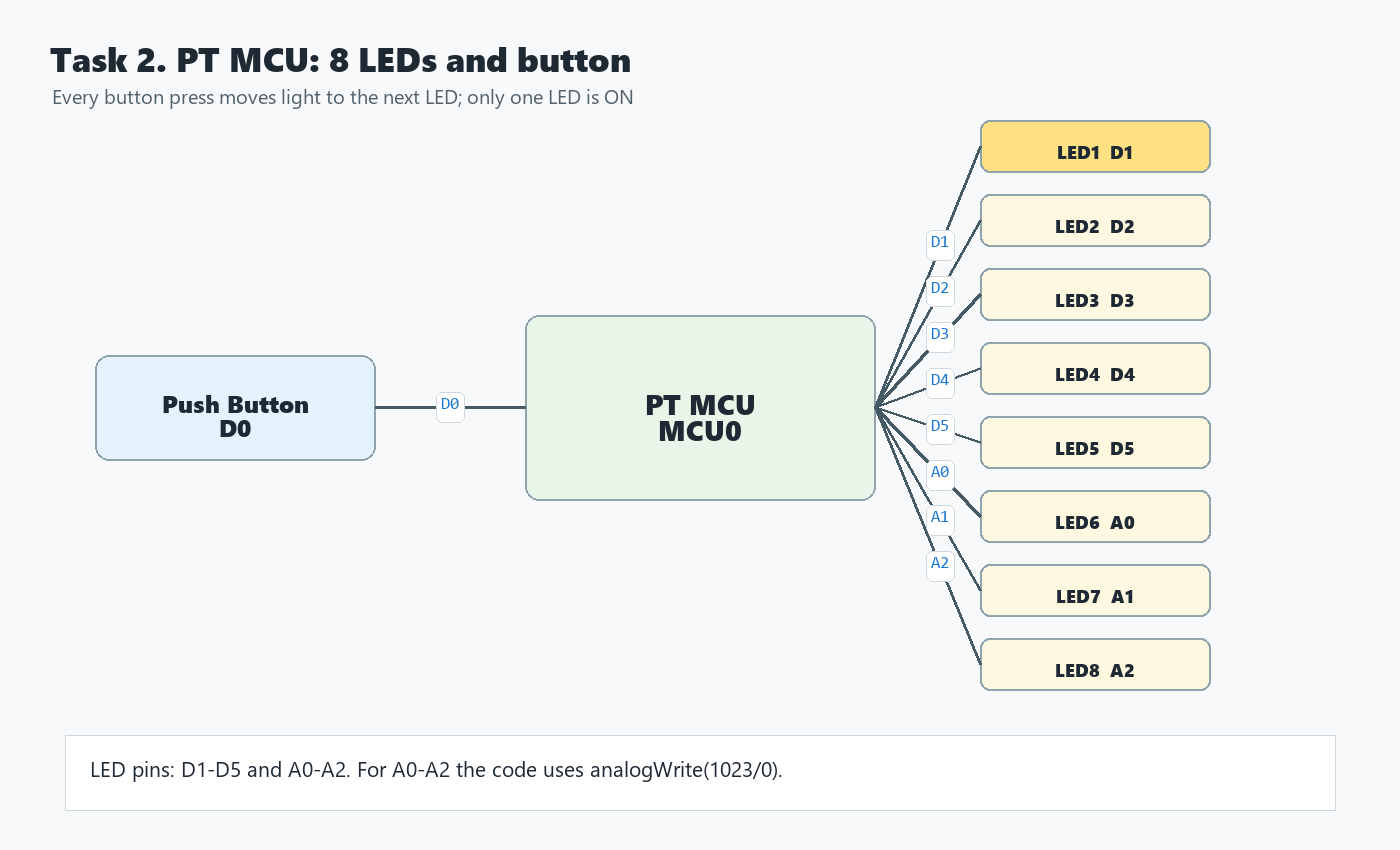 Task 2. PT MCU: 8 LEDs and button
Every button press moves light to the next LED; only one LED is ON
Push Button
D0
D0
PT MCU
MCU0
D1
D2
D3
D4
D5
A0
A1
A2
LED1 D1
LED2 D2
LED3 D3
LED4 D4
LED5 D5
LED6 A0
LED7 A1
LED8 A2
LED pins: D1-D5 and A0-A2. For A0-A2 the code uses analogWrite(1023/0).